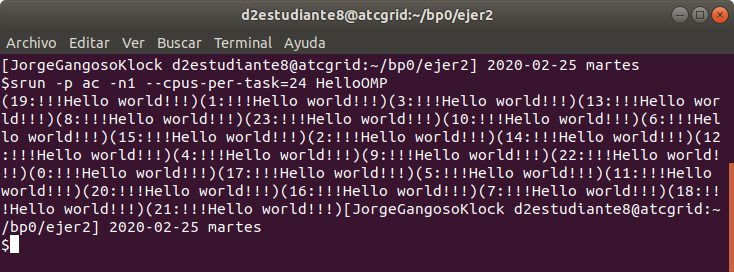 d2estudiante8@atcgrid:~/bp0/ejer2
Archivo Editar Ver Buscar Terminal Ayuda
[JorgeGangosoKlock d2estudiante8@atcgrid:~/bp0/ejer2] 2020-02-25 martes
$srun -p ac -n1 --cpus-per-task=24 HelloOMP
(19:!!!Hello world!!!)(1:!!!Hello world!!!)(3:!!!Hello world!!!)(13:!!!Hello wor
ld!!!)(8:!!!Hello world!!!)(23:!!!Hello world!!!)(10:!!!Hello world!!!)(6:!!!Hel
lo world!!!)(15:!!!Hello world!!!)(2:!!!Hello world!!!)(14:!!!Hello world!!!)(12
:!!!Hello world!!!)(4:!!!Hello world!!!)(9:!!!Hello world!!!)(22:!!!Hello world!
!!)(0:!!!Hello world!!!)(17:!!!Hello world!!!)(5:!!!Hello world!!!)(11:!!!Hello 
world!!!)(20:!!!Hello world!!!)(16:!!!Hello world!!!)(7:!!!Hello world!!!)(18:!!
!Hello world!!!)(21:!!!Hello world!!!)[JorgeGangosoKlock d2estudiante8@atcgrid:~
/bp0/ejer2] 2020-02-25 martes
$